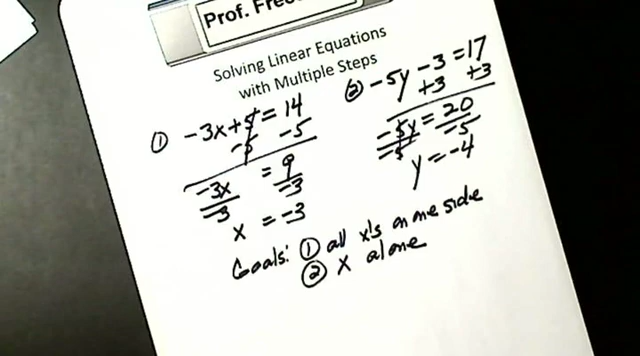 Prof.
Solving Linear Equations
with Multiple Steps
① -3x+5 = 14
-5 -5
-3x = 9
-3 -3
x = -3
② -5y -3 = 17
+3 +3
-5y = 20
-5 -5
y = -4
Goals: ① all x's on one side
② X alone